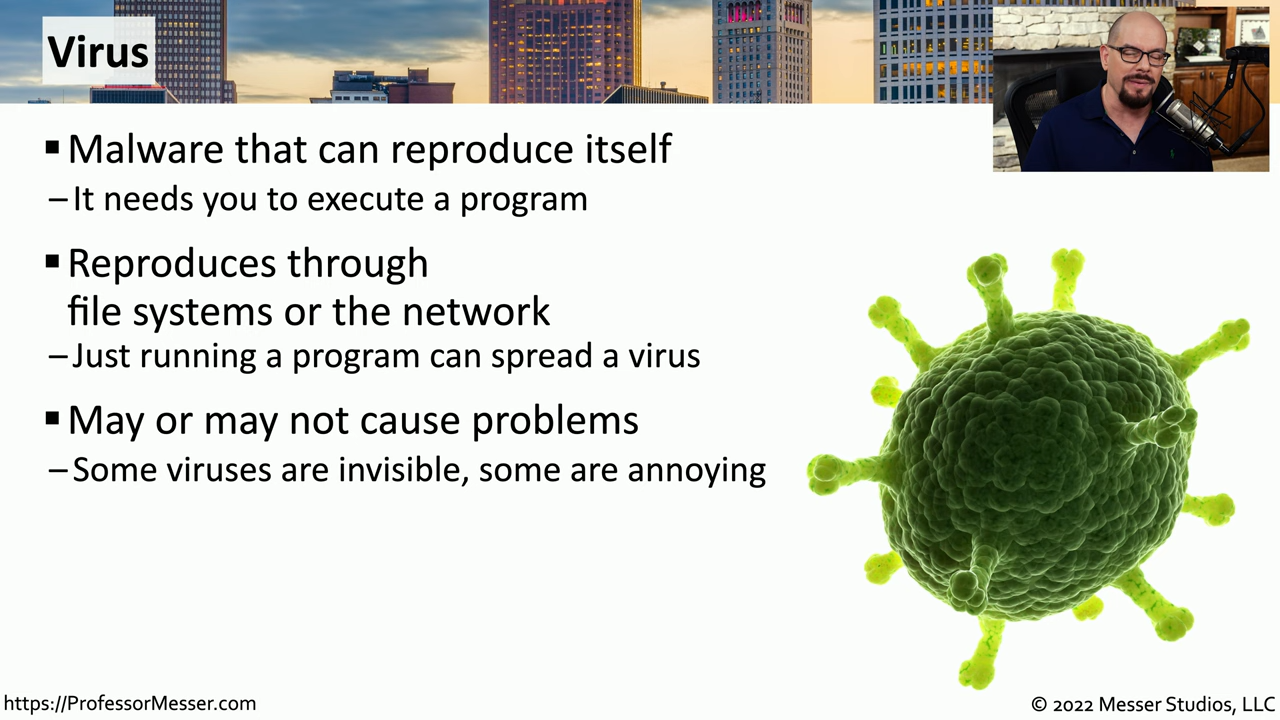 Virus
▪ Malware that can reproduce itself
– It needs you to execute a program
▪ Reproduces through
file systems or the network
– Just running a program can spread a virus
▪ May or may not cause problems
– Some viruses are invisible, some are annoying
https://ProfessorMesser.com
© 2022 Messer Studios, LLC